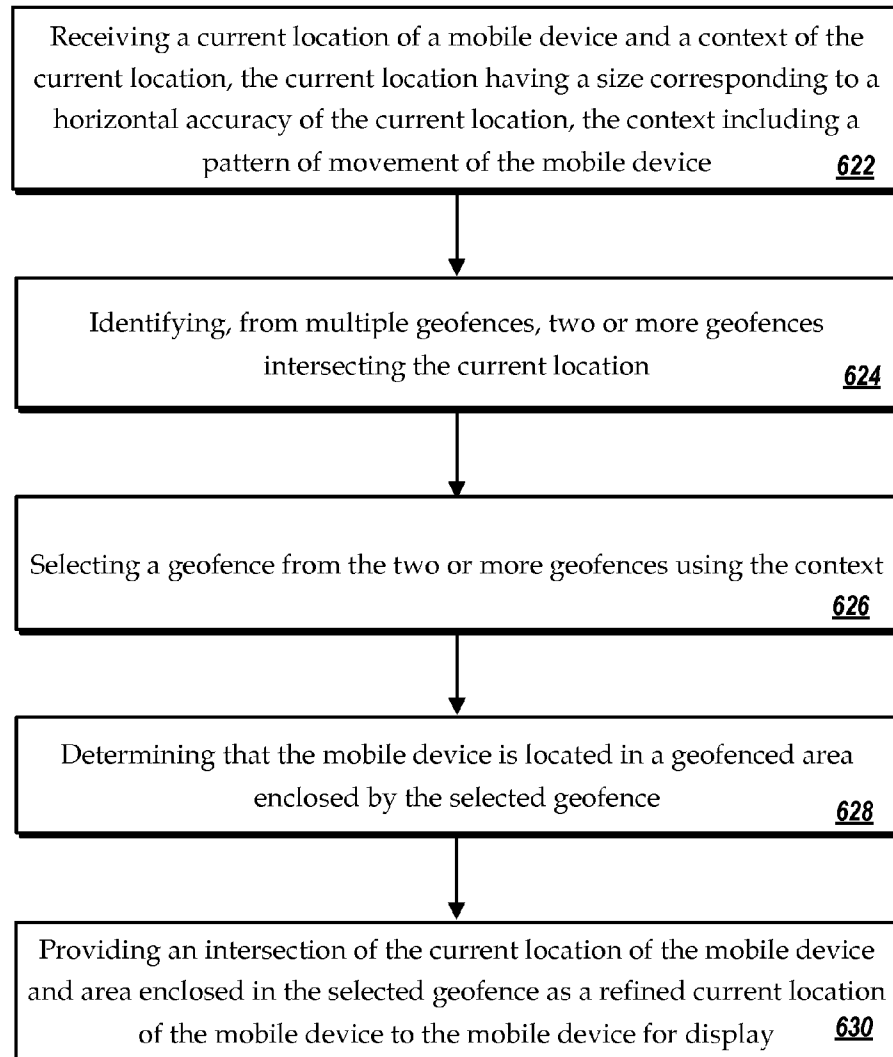 Receiving a current location of a mobile device and a context of the
current location, the current location having a size corresponding to a
horizontal accuracy of the current location, the context including a
pattern of movement of the mobile device
622
Identifying, from multiple geofences, two or more geofences
intersecting the current location
624
Selecting a geofence from the two or more geofences using the context
626
Determining that the mobile device is located in a geofenced area
enclosed by the selected geofence
628
Providing an intersection of the current location of the mobile device
and area enclosed in the selected geofence as a refined current location
of the mobile device to the mobile device for display
630